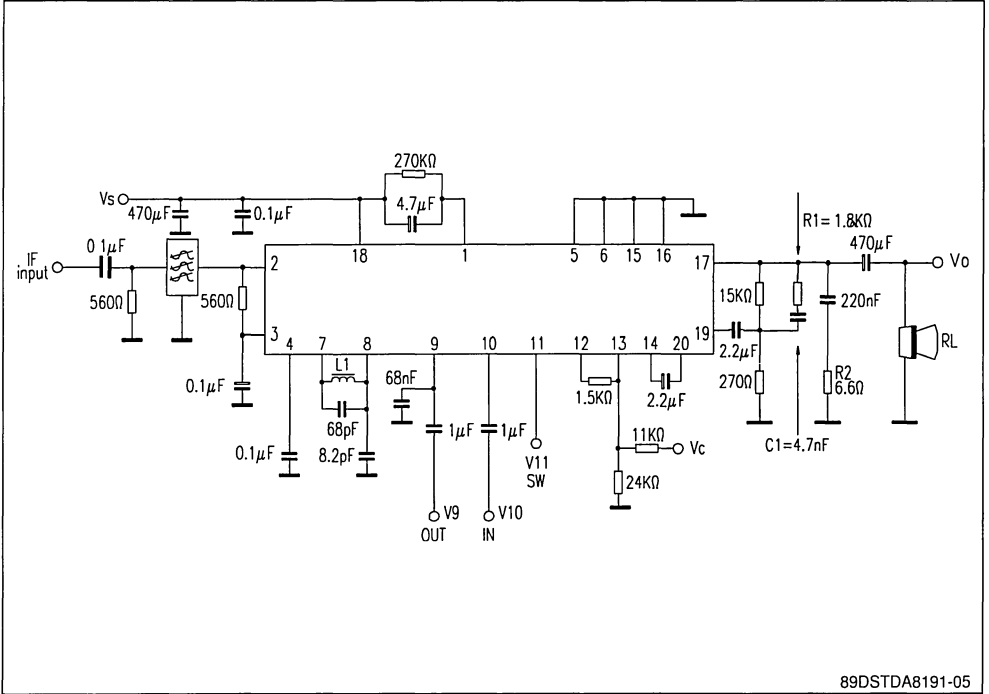 270KΩ
Vs
470μF
0.1μF
4.7μF
R1= 1.8KΩ
470μF
IF
input
0 1μF
18
1
5
6
15
16
17
Vo
2
560Ω
560Ω
15KΩ
220nF
3
19
RL
4
7
8
9
10
11
12
13
14
20
2.2μF
L1
0.1μF
68nF
1.5KΩ
2.2μF
270Ω
R2
6.6Ω
68pF
1μF
1μF
11KΩ
Vc
C1=4.7nF
0.1μF
8.2pF
V11
SW
24KΩ
V9
OUT
V10
IN
89DSTDA8191-05